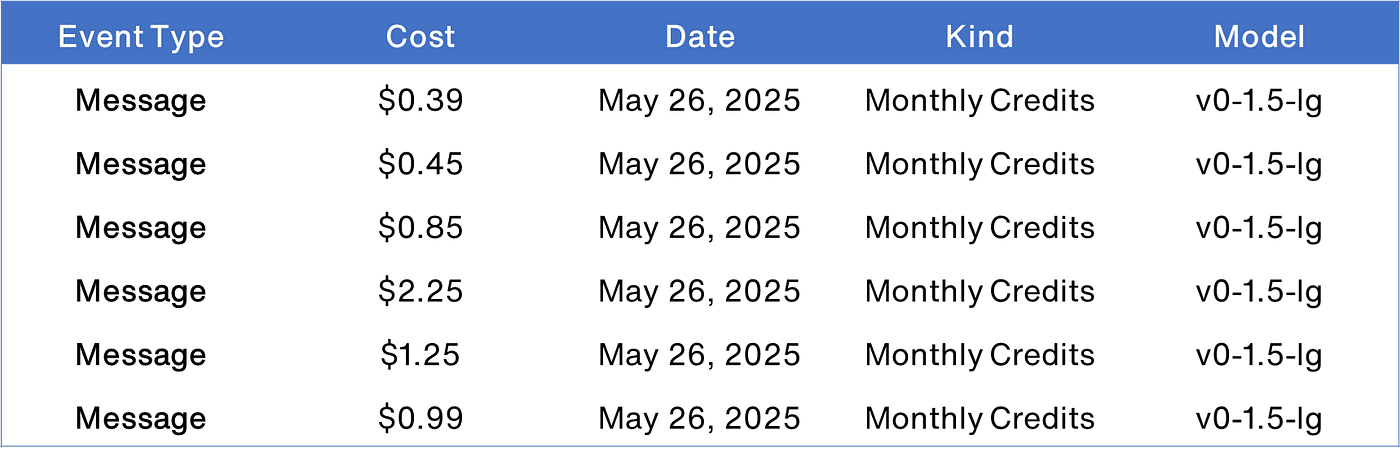 Event Type Cost Date Kind Model
Message $0.39 May 26, 2025 Monthly Credits v0-1.5-lg
Message $0.45 May 26, 2025 Monthly Credits v0-1.5-lg
Message $0.85 May 26, 2025 Monthly Credits v0-1.5-lg
Message $2.25 May 26, 2025 Monthly Credits v0-1.5-lg
Message $1.25 May 26, 2025 Monthly Credits v0-1.5-lg
Message $0.99 May 26, 2025 Monthly Credits v0-1.5-lg